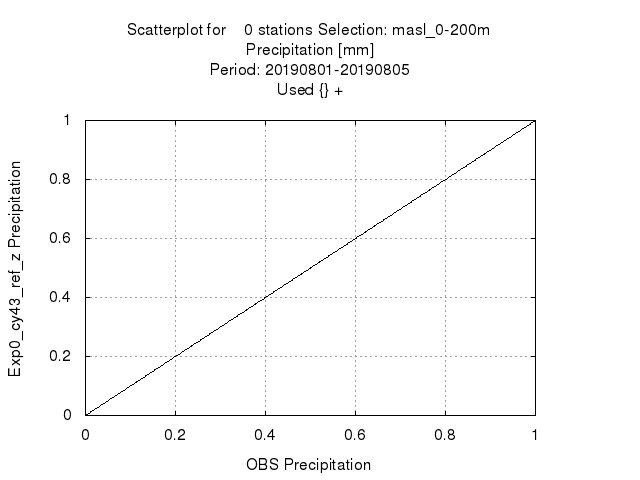 Scatterplot for    0 stations Selection: masl_0-200m
Precipitation [mm]
Period: 20190801-20190805
Used {} +
Exp0_cy43_ref_z Precipitation
1
0.8
0.6
0.4
0.2
0
0 0.2 0.4 0.6 0.8 1
OBS Precipitation